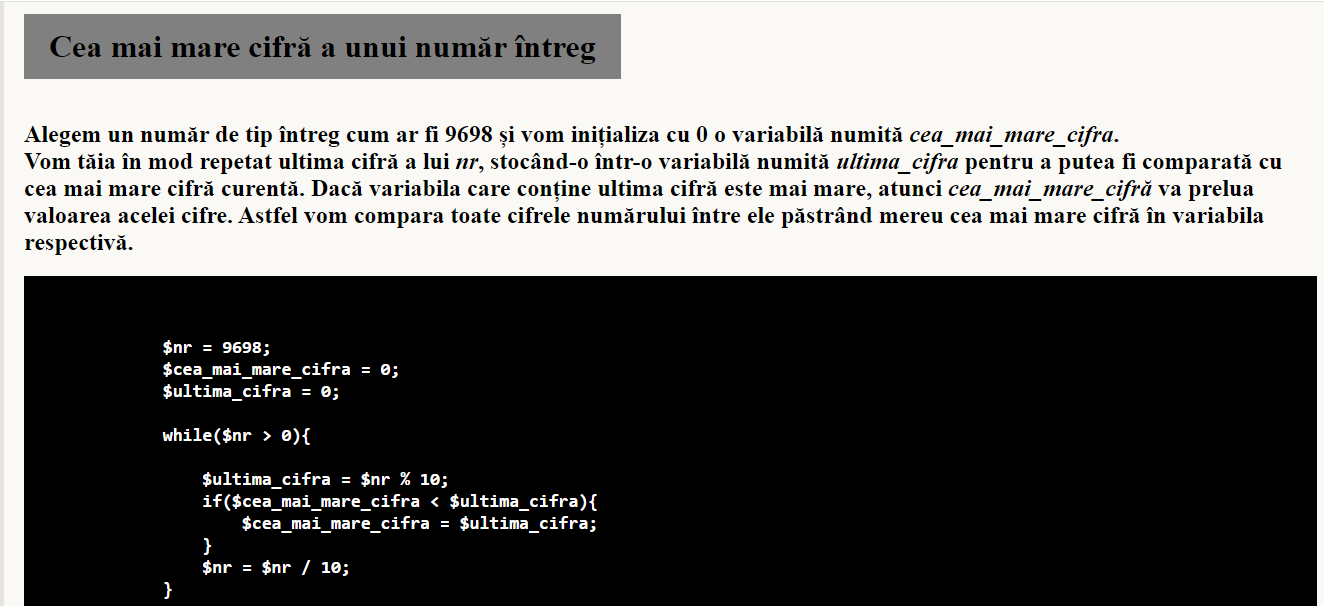 Cea mai mare cifră a unui număr întreg
Alegem un număr de tip întreg cum ar fi 9698 și vom inițializa cu 0 o variabilă numită cea_mai_mare_cifra.
Vom tăia în mod repetat ultima cifră a lui nr, stocând-o într-o variabilă numită ultima_cifra pentru a putea fi comparată cu
cea mai mare cifră curentă. Dacă variabila care conține ultima cifră este mai mare, atunci cea_mai_mare_cifră va prelua
valoarea acelei cifre. Astfel vom compara toate cifrele numărului între ele păstrând mereu cea mai mare cifră în variabila
respectivă.
$nr = 9698;
$cea_mai_mare_cifra = 0;
$ultima_cifra = 0;
while($nr > 0){
$ultima_cifra = $nr % 10;
if($cea_mai_mare_cifra < $ultima_cifra){
$cea_mai_mare_cifra = $ultima_cifra;
}
$nr = $nr / 10;
}